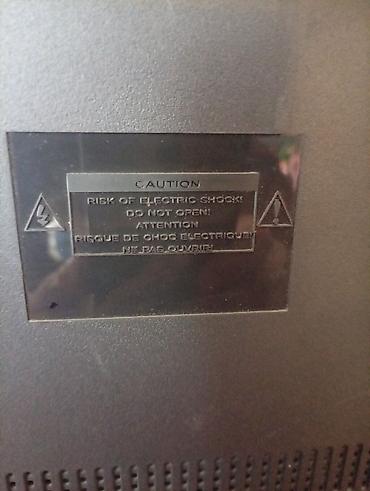 CAUTION
RISK OF ELECTRIC SHOCK!
DO NOT OPEN!
ATTENTION
RISQUE DE CHOC ELECTRIQUE!
NE PAS OUVRIR!